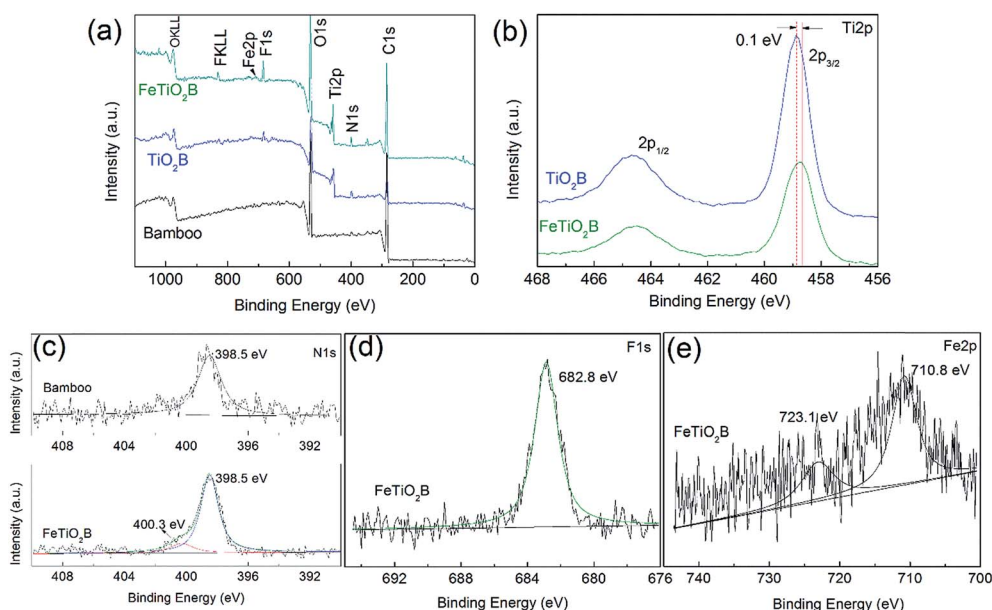 (a)
OKLL
FKLL
Fe2p
F1s
O1s
Ti2p
N1s
C1s
FeTiO₂B
TiO₂B
Bamboo
Intensity (a.u.)
1000 800 600 400 200 0
Binding Energy (eV)
(b)
Ti2p
0.1 eV
2p3/2
2p1/2
TiO₂B
FeTiO₂B
Intensity (a.u.)
468 466 464 462 460 458 456
Binding Energy (eV)
(c)
N1s
398.5 eV
Bamboo
Intensity (a.u.)
408 404 400 396 392
398.5 eV
400.3 eV
FeTiO₂B
Intensity (a.u.)
408 404 400 396 392
Binding Energy (eV)
(d)
F1s
682.8 eV
FeTiO₂B
Intensity (a.u.)
692 688 684 680 676
Binding Energy (eV)
(e)
Fe2p
710.8 eV
723.1 eV
FeTiO₂B
Intensity (a.u.)
740 730 720 710 700
Binding Energy (eV)